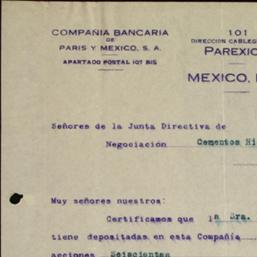 COMPAÑIA BANCARIA
DE
PARIS Y MEXICO, S. A.
APARTADO POSTAL 107 BIS
101
DIRECCION CABLEG
PAREXIC
MEXICO,
Señores de la Junta Directiva de
Negociación Cementos Hi
Muy señores nuestros:
Certificamos que la Sra.
tiene depositadas en esta Compañía
acciones Seiscientas